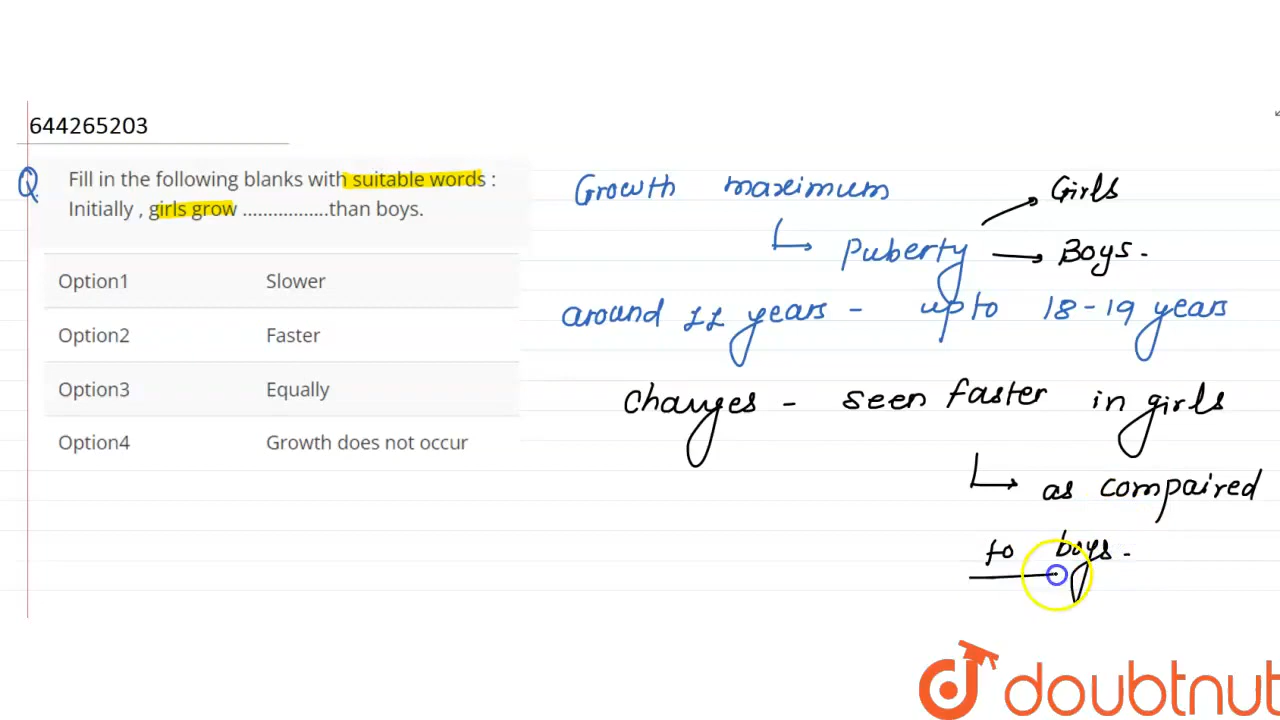 644265203
Q Fill in the following blanks with suitable words :
Initially , girls grow .................than boys.
Option1 Slower
Option2 Faster
Option3 Equally
Option4 Growth does not occur
Growth maximum
Puberty
Girls
Boys.
around 11 years - upto 18-19 years
changes - seen faster in girls
as compaired
to boys.
doubtnut